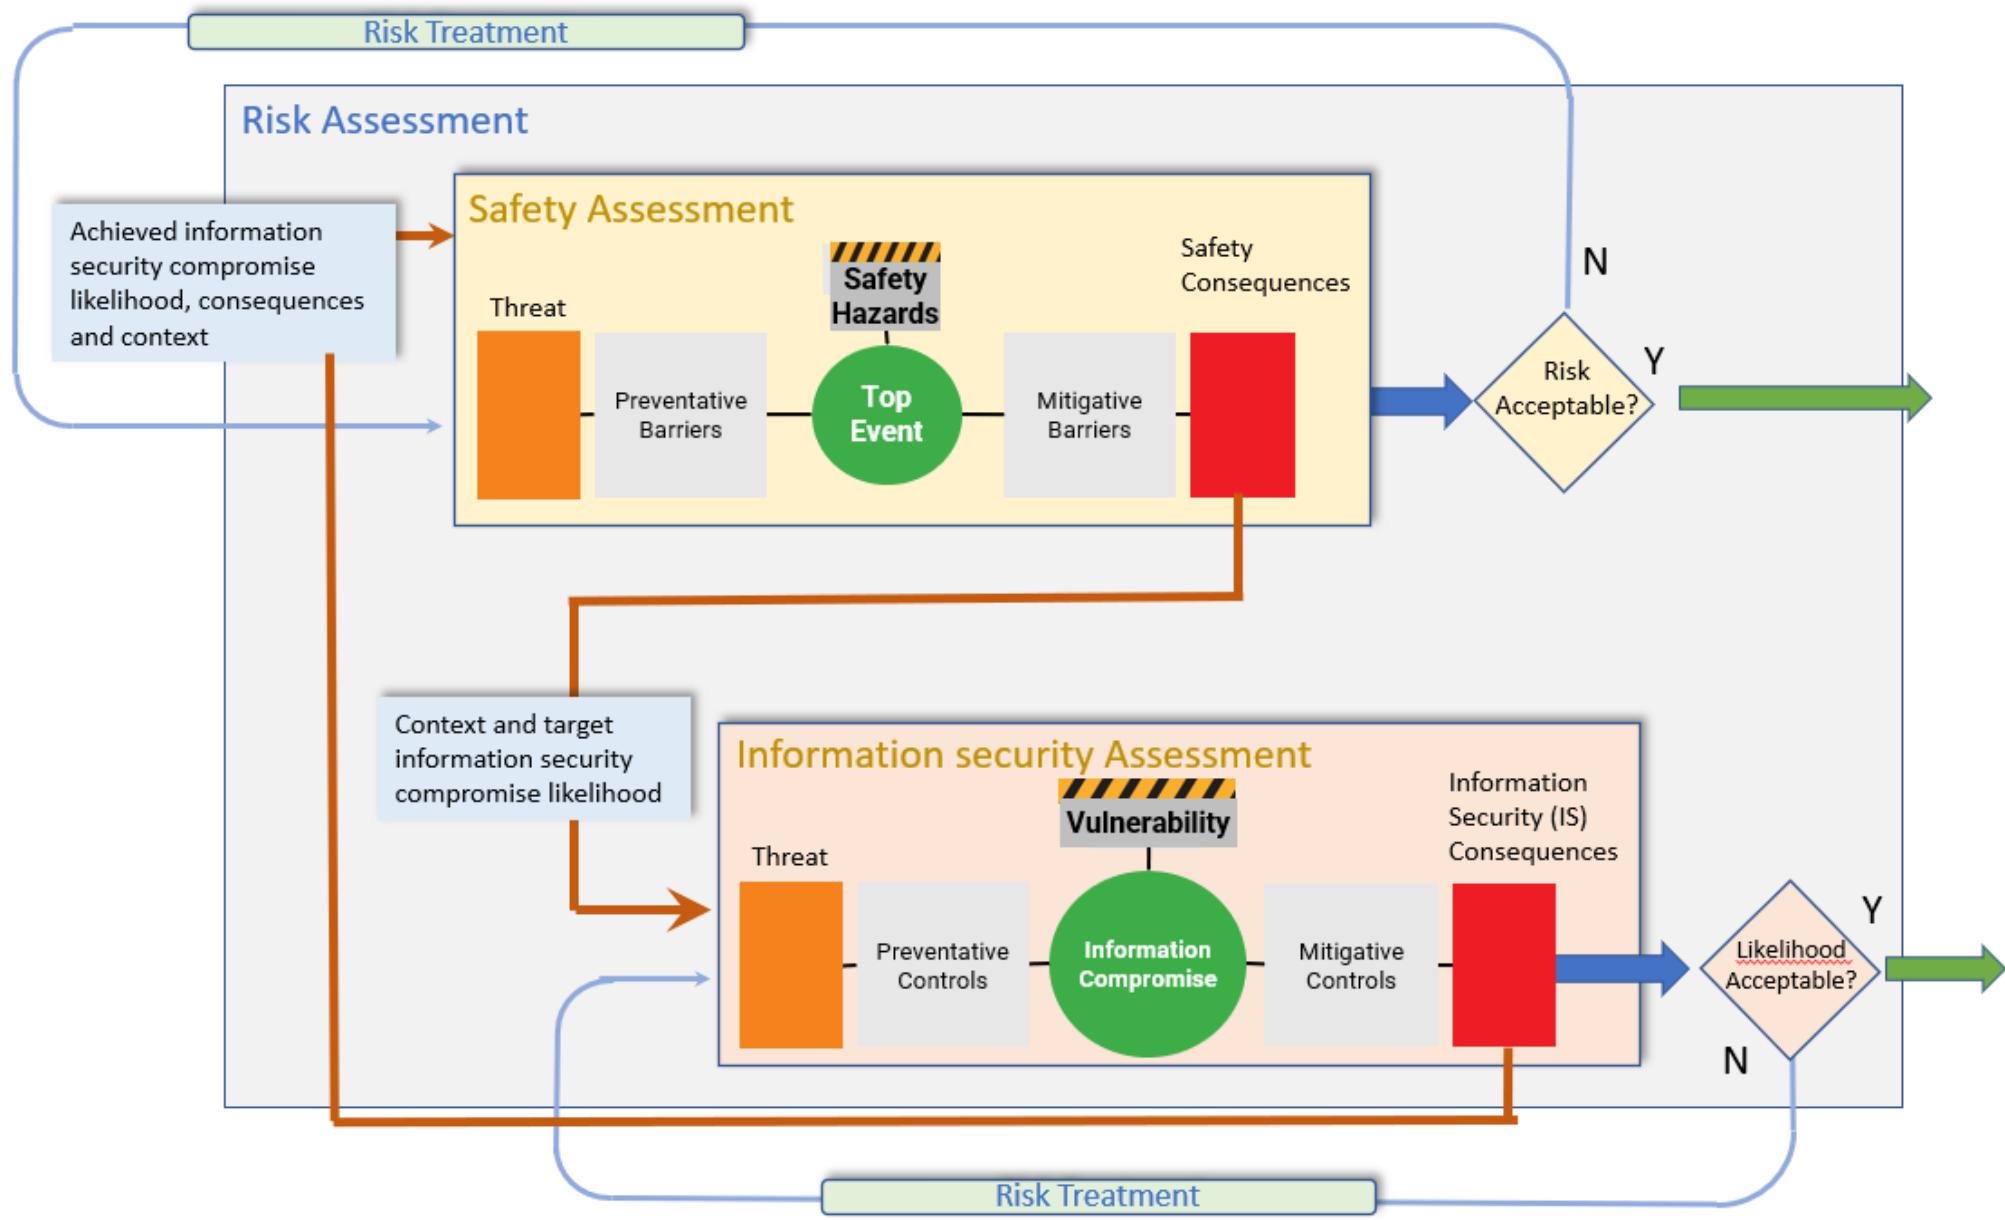 Risk Treatment
Risk Assessment
Safety Assessment
Achieved information
security compromise
likelihood, consequences
and context
Threat
Preventative
Barriers
Safety
Hazards
Top
Event
Mitigative
Barriers
Safety
Consequences
Risk
Acceptable?
N
Y
Context and target
information security
compromise likelihood
Information security Assessment
Threat
Preventative
Controls
Vulnerability
Information
Compromise
Mitigative
Controls
Information
Security (IS)
Consequences
Likelihood
Acceptable?
Y
N
Risk Treatment